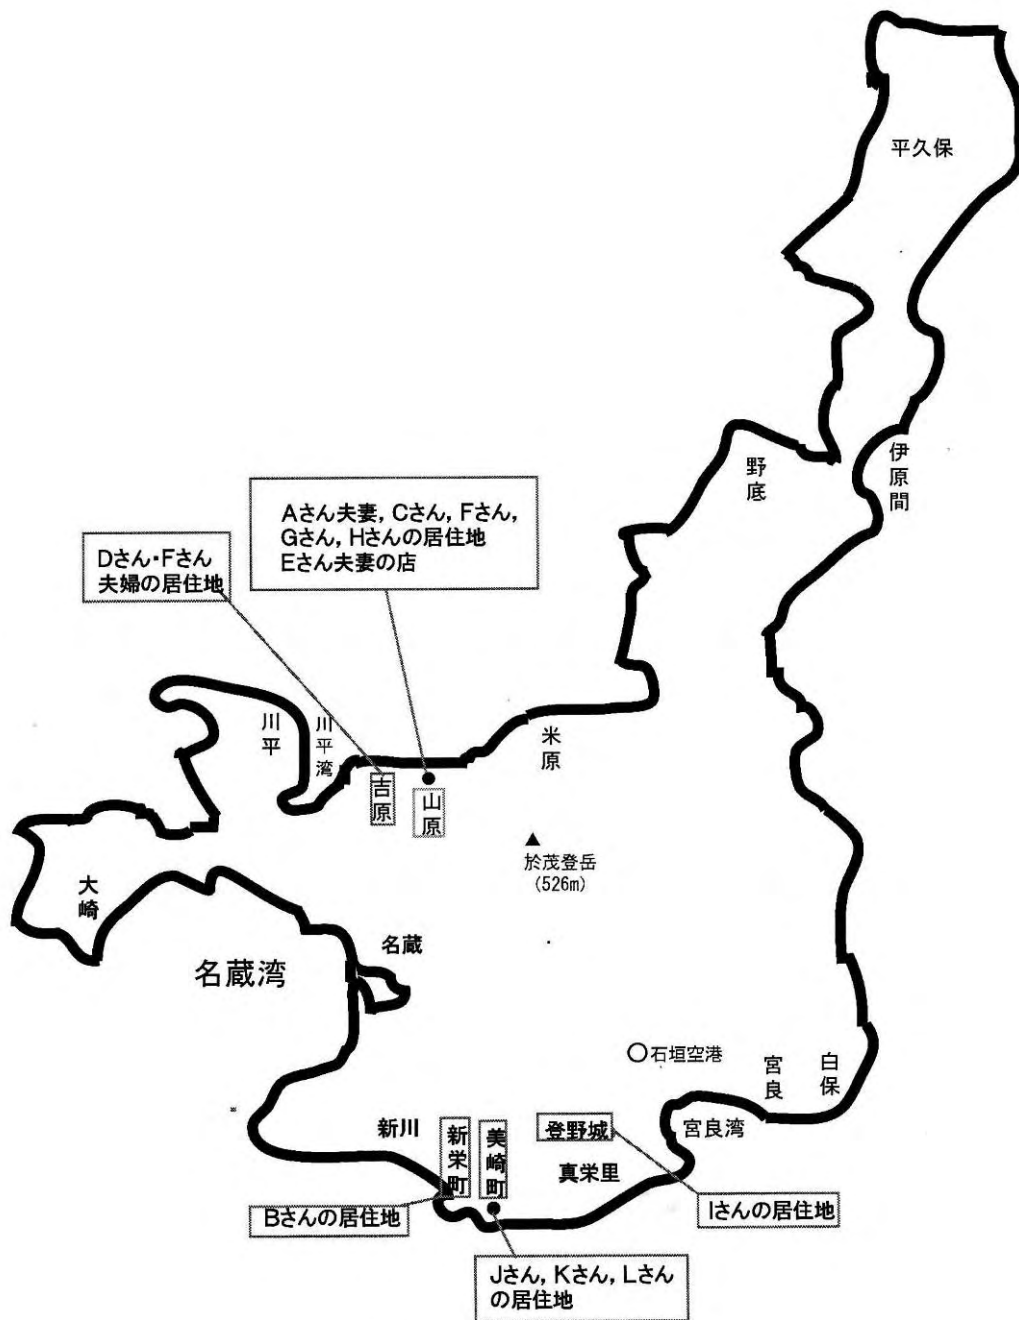 平久保
伊原間
野底
Aさん夫妻，Cさん，Fさん，
Gさん，Hさんの居住地
Eさん夫妻の店
Dさん・Fさん
夫婦の居住地
川平
川平湾
米原
吉原
山原
於茂登岳
(526m)
大崎
名蔵
名蔵湾
石垣空港
宮良
白保
宮良湾
新川
新栄町
美崎町
登野城
真栄里
Bさんの居住地
Iさんの居住地
Jさん，Kさん，Lさん
の居住地